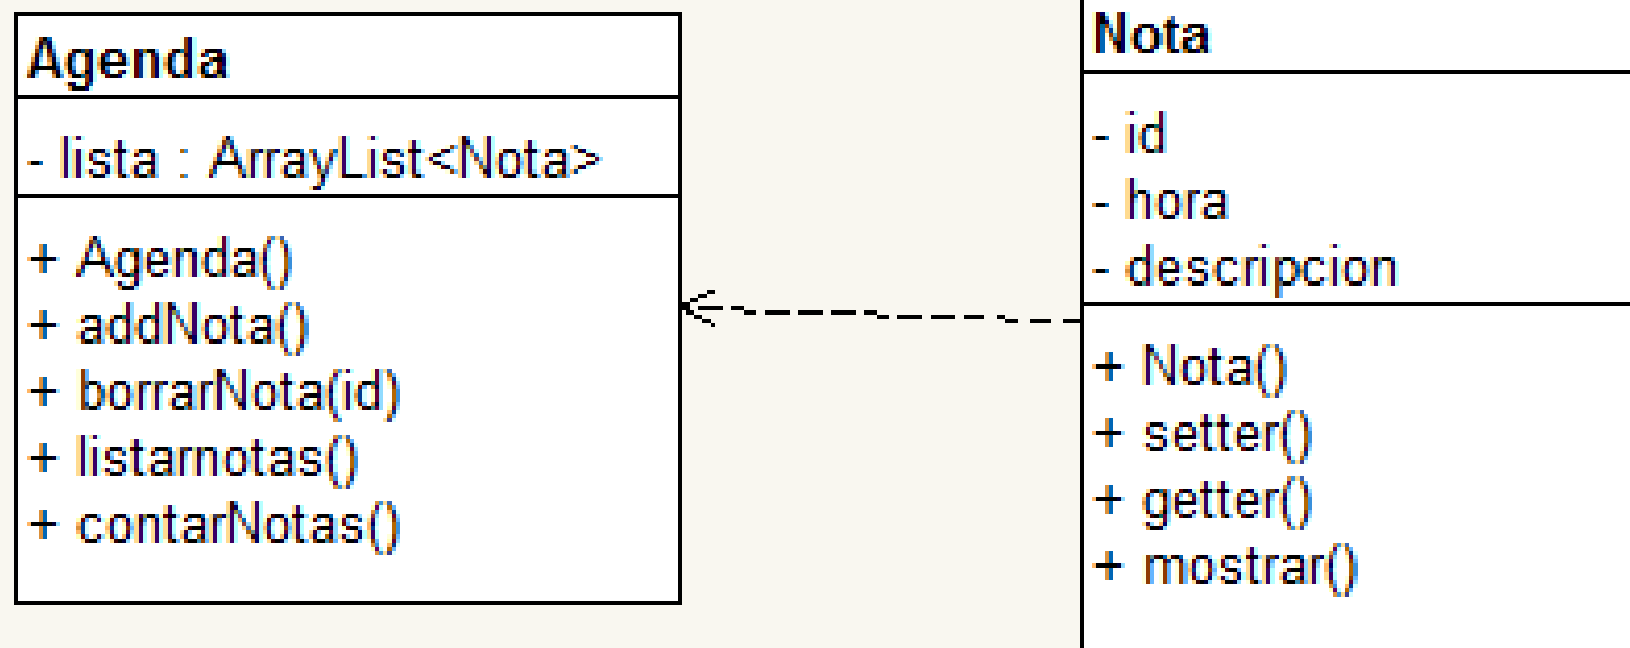 Agenda
- lista : ArrayList<Nota>
+ Agenda()
+ addNota()
+ borrarNota(id)
+ listarnotas()
+ contarNotas()
Nota
- id
- hora
- descripcion
+ Nota()
+ setter()
+ getter()
+ mostrar()